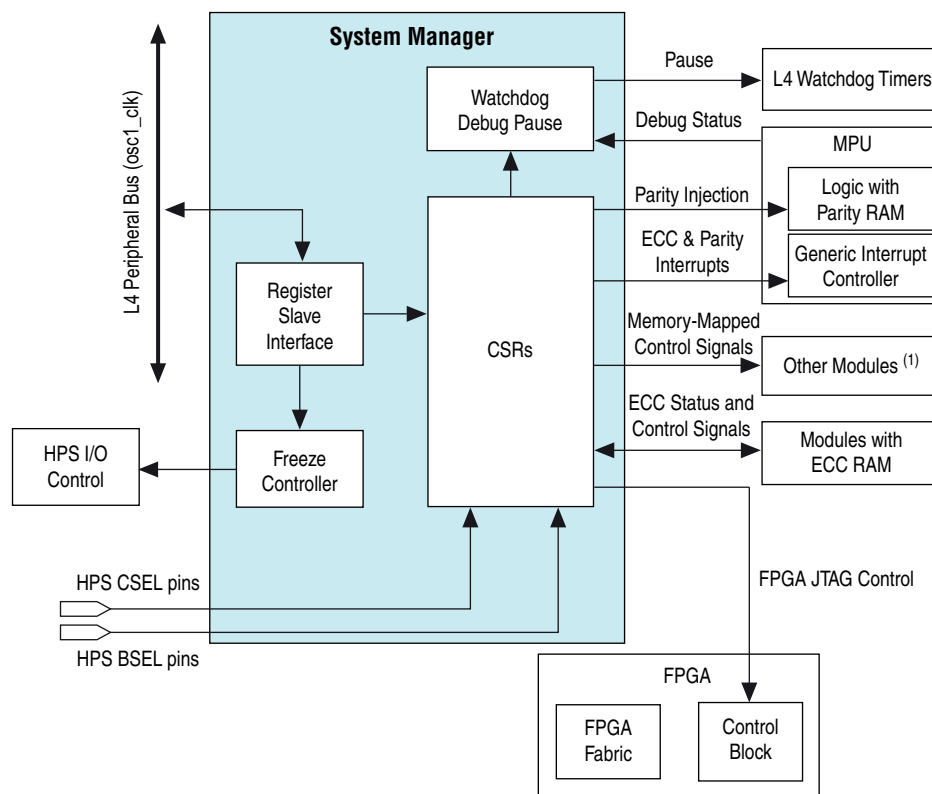 System Manager
L4 Peripheral Bus (osc1_clk)
Watchdog
Debug Pause
Pause
L4 Watchdog Timers
Debug Status
MPU
Parity Injection
Logic with
Parity RAM
ECC & Parity
Interrupts
Generic Interrupt
Controller
Register
Slave
Interface
CSRs
Memory-Mapped
Control Signals
Other Modules (1)
ECC Status and
Control Signals
Modules with
ECC RAM
HPS I/O
Control
Freeze
Controller
HPS CSEL pins
HPS BSEL pins
FPGA JTAG Control
FPGA
FPGA
Fabric
Control
Block